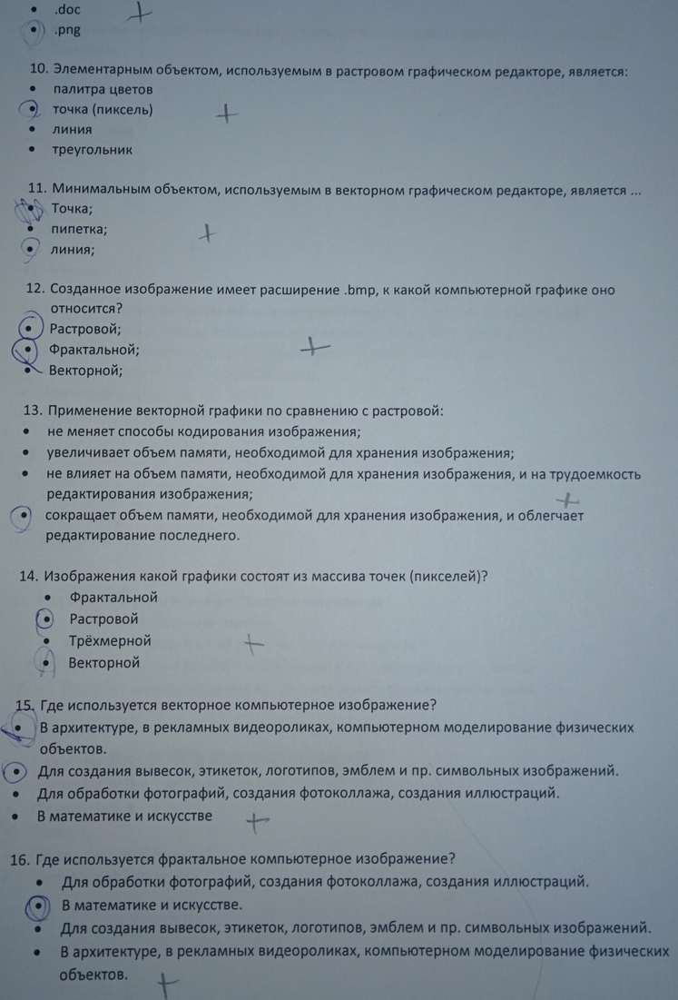 • .doc +
• .png
10. Элементарным объектом, используемым в растровом графическом редакторе, является:
• палитра цветов
• точка (пиксель) +
• линия
• треугольник
11. Минимальным объектом, используемым в векторном графическом редакторе, является ...
• Точка;
• пипетка; +
• линия;
12. Созданное изображение имеет расширение .bmp, к какой компьютерной графике оно
относится?
• Растровой;
• Фрактальной; +
• Векторной;
13. Применение векторной графики по сравнению с растровой:
• не меняет способы кодирования изображения;
• увеличивает объем памяти, необходимой для хранения изображения;
• не влияет на объем памяти, необходимой для хранения изображения, и на трудоемкость
редактирования изображения; +
• сокращает объем памяти, необходимой для хранения изображения, и облегчает
редактирование последнего.
14. Изображения какой графики состоят из массива точек (пикселей)?
• Фрактальной
• Растровой
• Трёхмерной +
• Векторной
15. Где используется векторное компьютерное изображение?
• В архитектуре, в рекламных видеороликах, компьютерном моделирование физических
объектов.
• Для создания вывесок, этикеток, логотипов, эмблем и пр. символьных изображений.
• Для обработки фотографий, создания фотоколлажа, создания иллюстраций.
• В математике и искусстве +
16. Где используется фрактальное компьютерное изображение?
• Для обработки фотографий, создания фотоколлажа, создания иллюстраций.
• В математике и искусстве.
• Для создания вывесок, этикеток, логотипов, эмблем и пр. символьных изображений.
• В архитектуре, в рекламных видеороликах, компьютерном моделирование физических
объектов. +